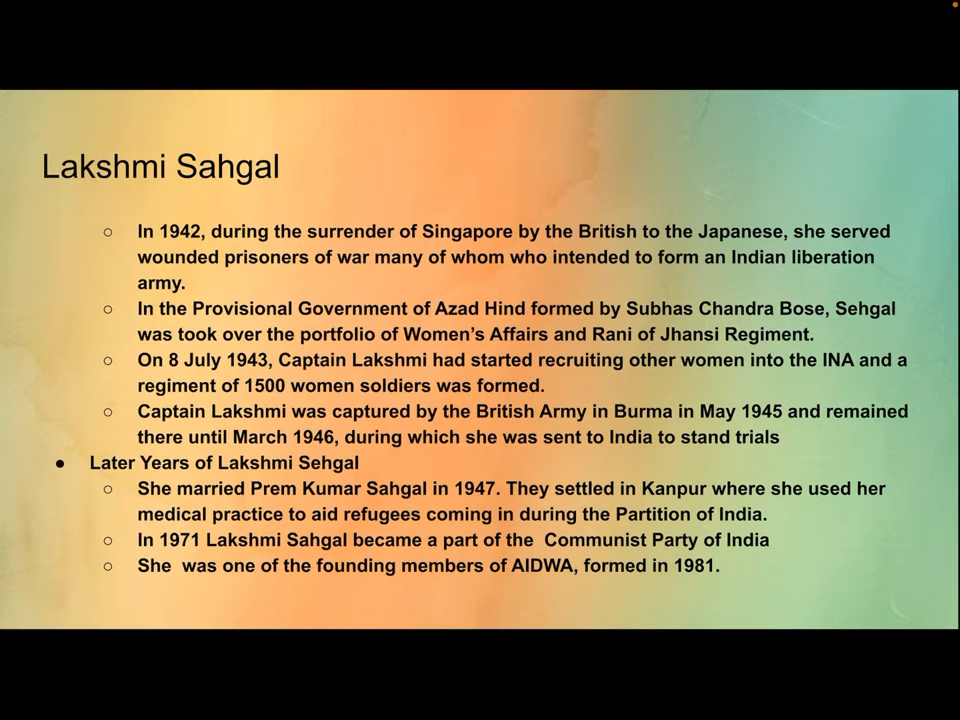 Lakshmi Sahgal
○ In 1942, during the surrender of Singapore by the British to the Japanese, she served
wounded prisoners of war many of whom who intended to form an Indian liberation
army.
○ In the Provisional Government of Azad Hind formed by Subhas Chandra Bose, Sehgal
was took over the portfolio of Women's Affairs and Rani of Jhansi Regiment.
○ On 8 July 1943, Captain Lakshmi had started recruiting other women into the INA and a
regiment of 1500 women soldiers was formed.
○ Captain Lakshmi was captured by the British Army in Burma in May 1945 and remained
there until March 1946, during which she was sent to India to stand trials
● Later Years of Lakshmi Sehgal
○ She married Prem Kumar Sahgal in 1947. They settled in Kanpur where she used her
medical practice to aid refugees coming in during the Partition of India.
○ In 1971 Lakshmi Sahgal became a part of the  Communist Party of India
○ She  was one of the founding members of AIDWA, formed in 1981.